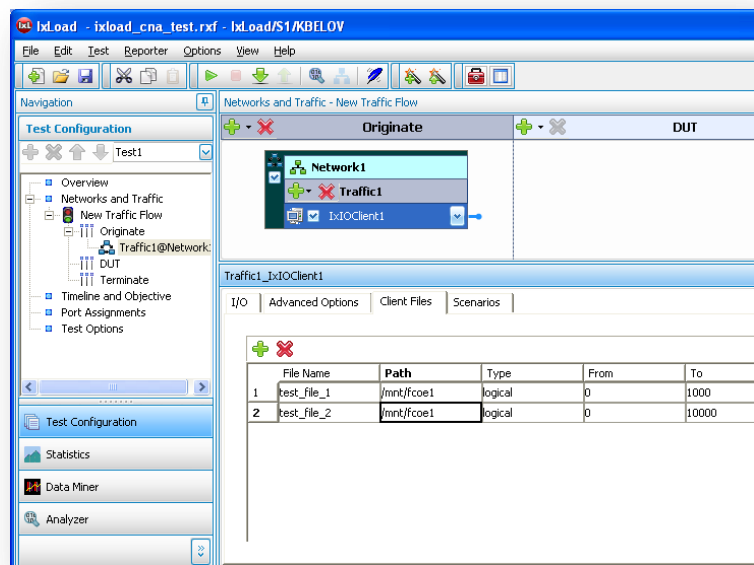 IxLoad - ixload_cna_test.rxf - IxLoad/S1/KBELOV
File Edit Test Reporter Options View Help
Navigation
Networks and Traffic - New Traffic Flow
Test Configuration
Originate
DUT
Test1
Network1
Traffic1
IxIOClient1
Overview
Networks and Traffic
New Traffic Flow
Originate
Traffic1@Network
DUT
Terminate
Timeline and Objective
Port Assignments
Test Options
Traffic1_IxIOClient1
I/O Advanced Options Client Files Scenarios
File Name Path Type From To
1 test_file_1 /mnt/fcoe1 logical 0 1000
2 test_file_2 /mnt/fcoe1 logical 0 10000
Test Configuration
Statistics
Data Miner
Analyzer